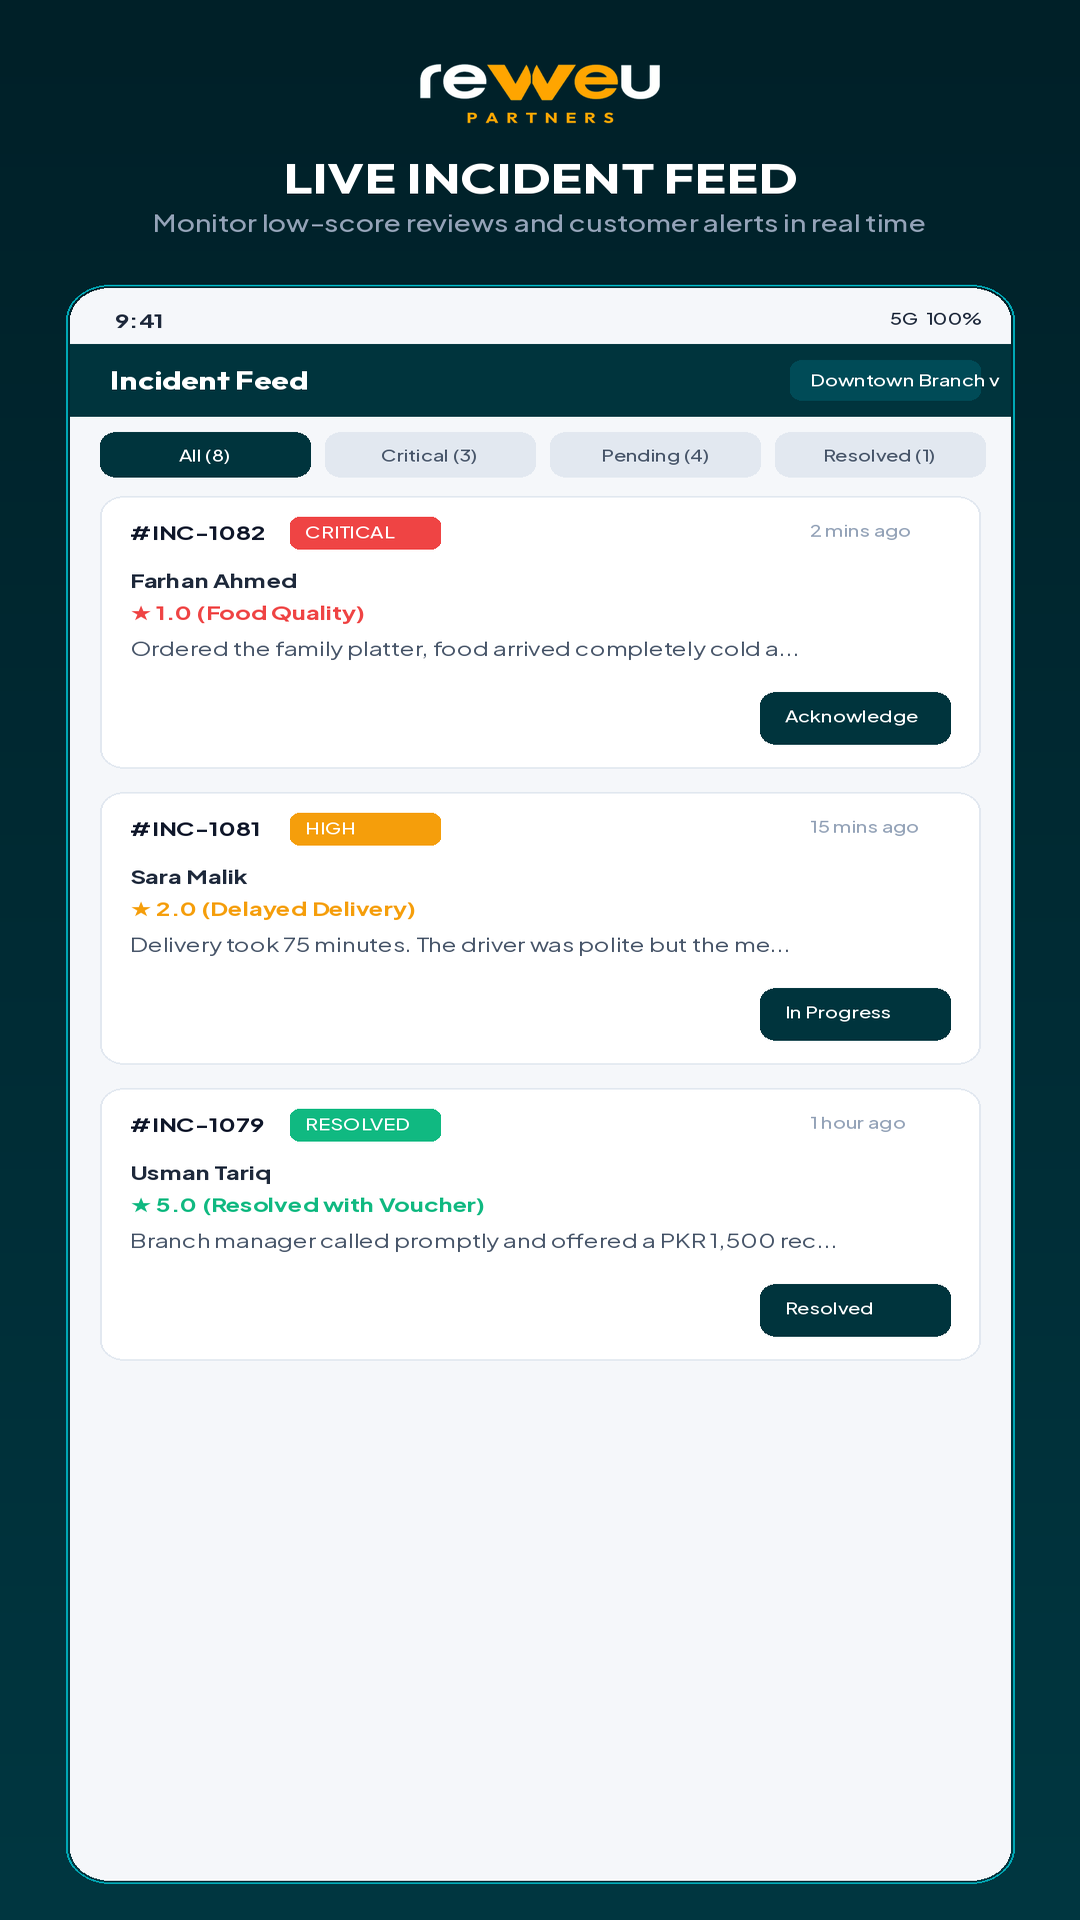 reweu
PARTNERS
LIVE INCIDENT FEED
Monitor low-score reviews and customer alerts in real time
9:41
5G 100%
Incident Feed
Downtown Branch v
All (8)
Critical (3)
Pending (4)
Resolved (1)
#INC-1082
CRITICAL
2 mins ago
Farhan Ahmed
★ 1.0 (Food Quality)
Ordered the family platter, food arrived completely cold a...
Acknowledge
#INC-1081
HIGH
15 mins ago
Sara Malik
★ 2.0 (Delayed Delivery)
Delivery took 75 minutes. The driver was polite but the me...
In Progress
#INC-1079
RESOLVED
1 hour ago
Usman Tariq
★ 5.0 (Resolved with Voucher)
Branch manager called promptly and offered a PKR 1,500 rec...
Resolved